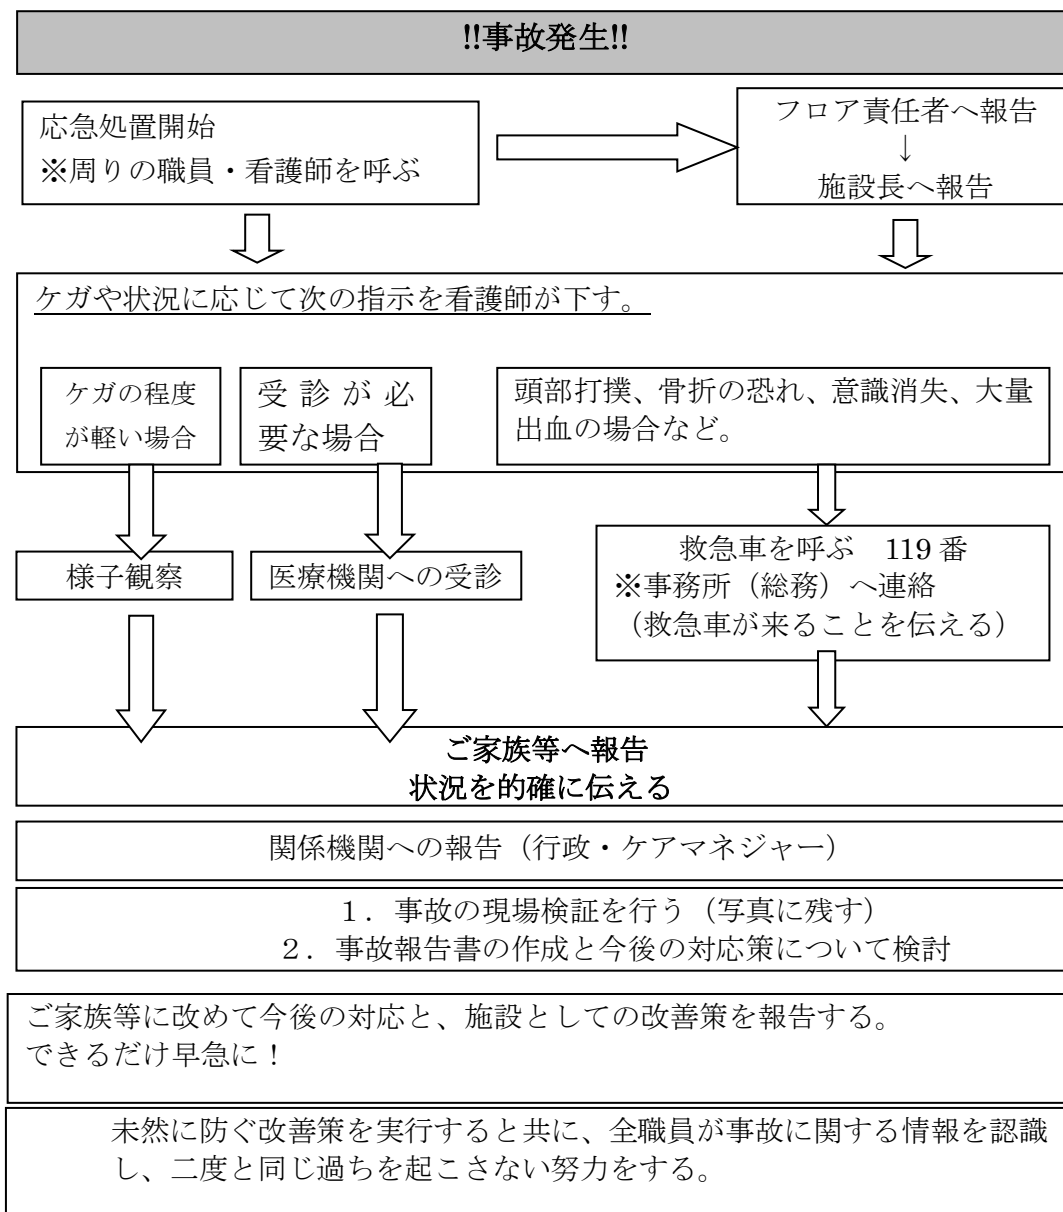 !!事故発生!!
応急処置開始
※周りの職員・看護師を呼ぶ
フロア責任者へ報告
↓
施設長へ報告
ケガや状況に応じて次の指示を看護師が下す。
ケガの程度
が軽い場合
受診が必
要な場合
頭部打撲、骨折の恐れ、意識消失、大量
出血の場合など。
様子観察
医療機関への受診
救急車を呼ぶ 119番
※事務所（総務）へ連絡
（救急車が来ることを伝える）
ご家族等へ報告
状況を的確に伝える
関係機関への報告（行政・ケアマネジャー）
１．事故の現場検証を行う（写真に残す）
２．事故報告書の作成と今後の対応策について検討
ご家族等に改めて今後の対応と、施設としての改善策を報告する。
できるだけ早急に！
未然に防ぐ改善策を実行すると共に、全職員が事故に関する情報を認識
し、二度と同じ過ちを起こさない努力をする。